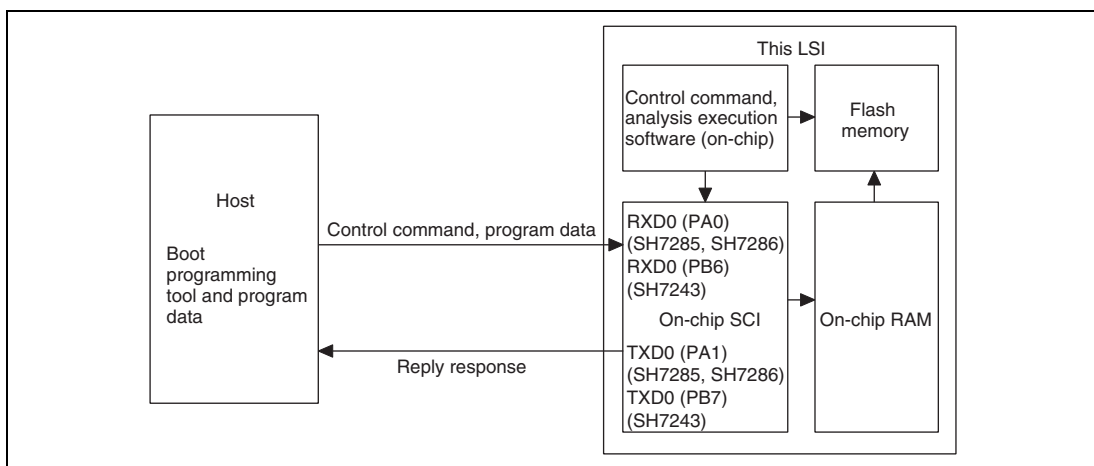 This LSI
Control command,
analysis execution
software (on-chip)
Flash
memory
Host
Boot
programming
tool and program
data
Control command, program data
Reply response
RXD0 (PA0)
(SH7285, SH7286)
RXD0 (PB6)
(SH7243)
On-chip SCI
TXD0 (PA1)
(SH7285, SH7286)
TXD0 (PB7)
(SH7243)
On-chip RAM